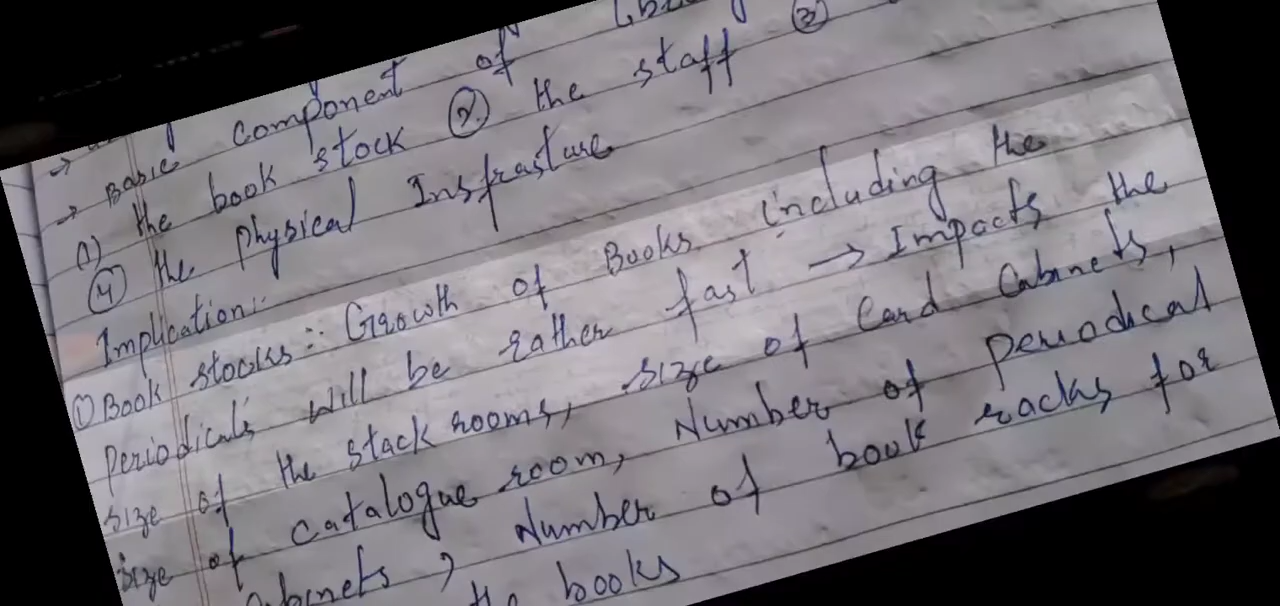 → Basic component of
(1) the book stock (2) the staff (3)
(4) the physical Insfrasture
Implication:
(1) Book stocks: Growth of Books including the
periodicals will be rather fast → Impacts the
size of the stack rooms, size of card cabinets,
size of catalogue room, Number of periodical
cabinets, Number of book racks for
the books